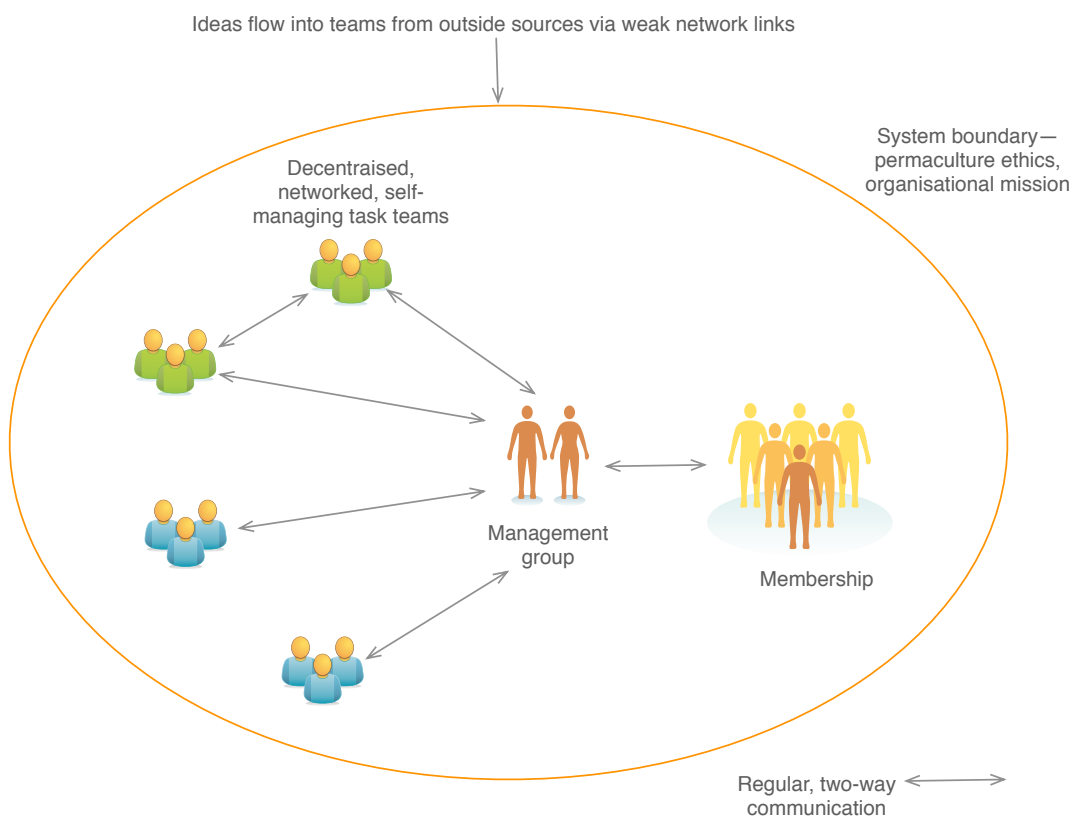 Ideas flow into teams from outside sources via weak network links
System boundary—
permaculture ethics,
organisational mission
Decentraised,
networked, self-
managing task teams
Management
group
Membership
Regular, two-way
communication